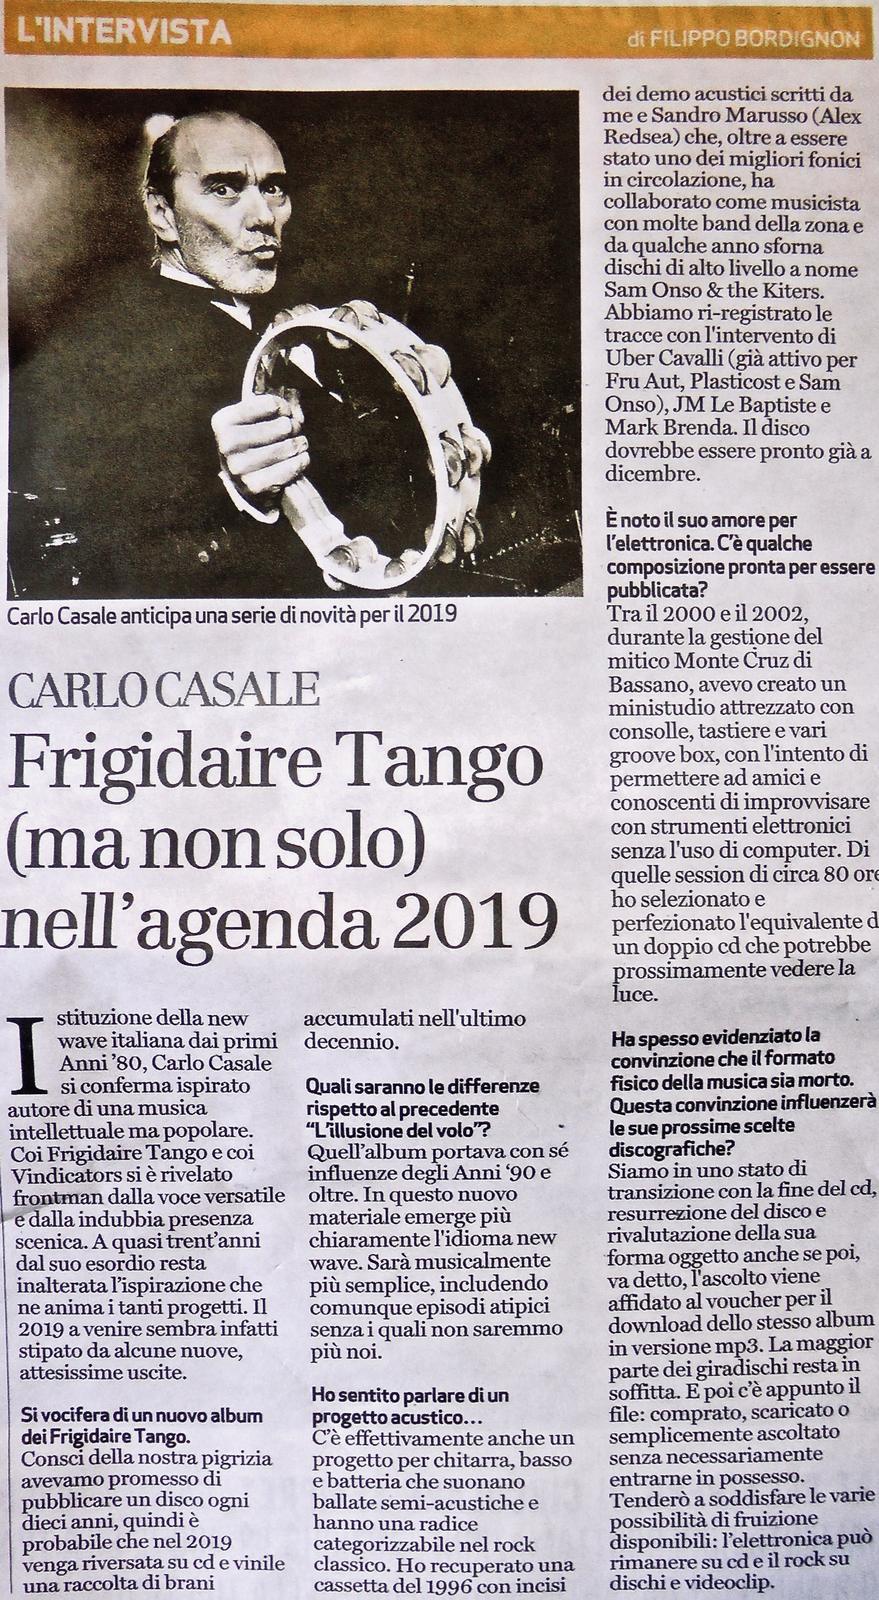 L'INTERVISTA
di FILIPPO BORDIGNON
Carlo Casale anticipa una serie di novità per il 2019
CARLO CASALE
Frigidaire Tango
(ma non solo)
nell'agenda 2019
Istituzione della new
wave italiana dai primi
Anni '80, Carlo Casale
si conferma ispirato
autore di una musica
intellettuale ma popolare.
Coi Frigidaire Tango e coi
Vindicators si è rivelato
frontman dalla voce versatile
e dalla indubbia presenza
scenica. A quasi trent'anni
dal suo esordio resta
inalterata l'ispirazione che
ne anima i tanti progetti. Il
2019 a venire sembra infatti
stipato da alcune nuove,
attesissime uscite.
Si vocifera di un nuovo album
dei Frigidaire Tango.
Consci della nostra pigrizia
avevamo promesso di
pubblicare un disco ogni
dieci anni, quindi è
probabile che nel 2019
venga riversata su cd e vinile
una raccolta di brani
accumulati nell'ultimo
decennio.
Quali saranno le differenze
rispetto al precedente
"L'illusione del volo"?
Quell'album portava con sé
influenze degli Anni '90 e
oltre. In questo nuovo
materiale emerge più
chiaramente l'idioma new
wave. Sarà musicalmente
più semplice, includendo
comunque episodi atipici
senza i quali non saremmo
più noi.
Ho sentito parlare di un
progetto acustico...
C'è effettivamente anche un
progetto per chitarra, basso
e batteria che suonano
ballate semi-acustiche e
hanno una radice
categorizzabile nel rock
classico. Ho recuperato una
cassetta del 1996 con incisi
dei demo acustici scritti da
me e Sandro Marusso (Alex
Redsea) che, oltre a essere
stato uno dei migliori fonici
in circolazione, ha
collaborato come musicista
con molte band della zona e
da qualche anno sforna
dischi di alto livello a nome
Sam Onso & the Kiters.
Abbiamo ri-registrato le
tracce con l'intervento di
Uber Cavalli (già attivo per
Fru Aut, Plasticost e Sam
Onso), JM Le Baptiste e
Mark Brenda. Il disco
dovrebbe essere pronto già a
dicembre.
È noto il suo amore per
l'elettronica. C'è qualche
composizione pronta per essere
pubblicata?
Tra il 2000 e il 2002,
durante la gestione del
mitico Monte Cruz di
Bassano, avevo creato un
ministudio attrezzato con
consolle, tastiere e vari
groove box, con l'intento di
permettere ad amici e
conoscenti di improvvisare
con strumenti elettronici
senza l'uso di computer. Di
quelle session di circa 80 ore
ho selezionato e
perfezionato l'equivalente d
un doppio cd che potrebbe
prossimamente vedere la
luce.
Ha spesso evidenziato la
convinzione che il formato
fisico della musica sia morto.
Questa convinzione influenzerà
le sue prossime scelte
discografiche?
Siamo in uno stato di
transizione con la fine del cd,
resurrezione del disco e
rivalutazione della sua
forma oggetto anche se poi,
va detto, l'ascolto viene
affidato al voucher per il
download dello stesso album
in versione mp3. La maggior
parte dei giradischi resta in
soffitta. E poi c'è appunto il
file: comprato, scaricato o
semplicemente ascoltato
senza necessariamente
entrarne in possesso.
Tenderò a soddisfare le varie
possibilità di fruizione
disponibili: l'elettronica può
rimanere su cd e il rock su
dischi e videoclip.